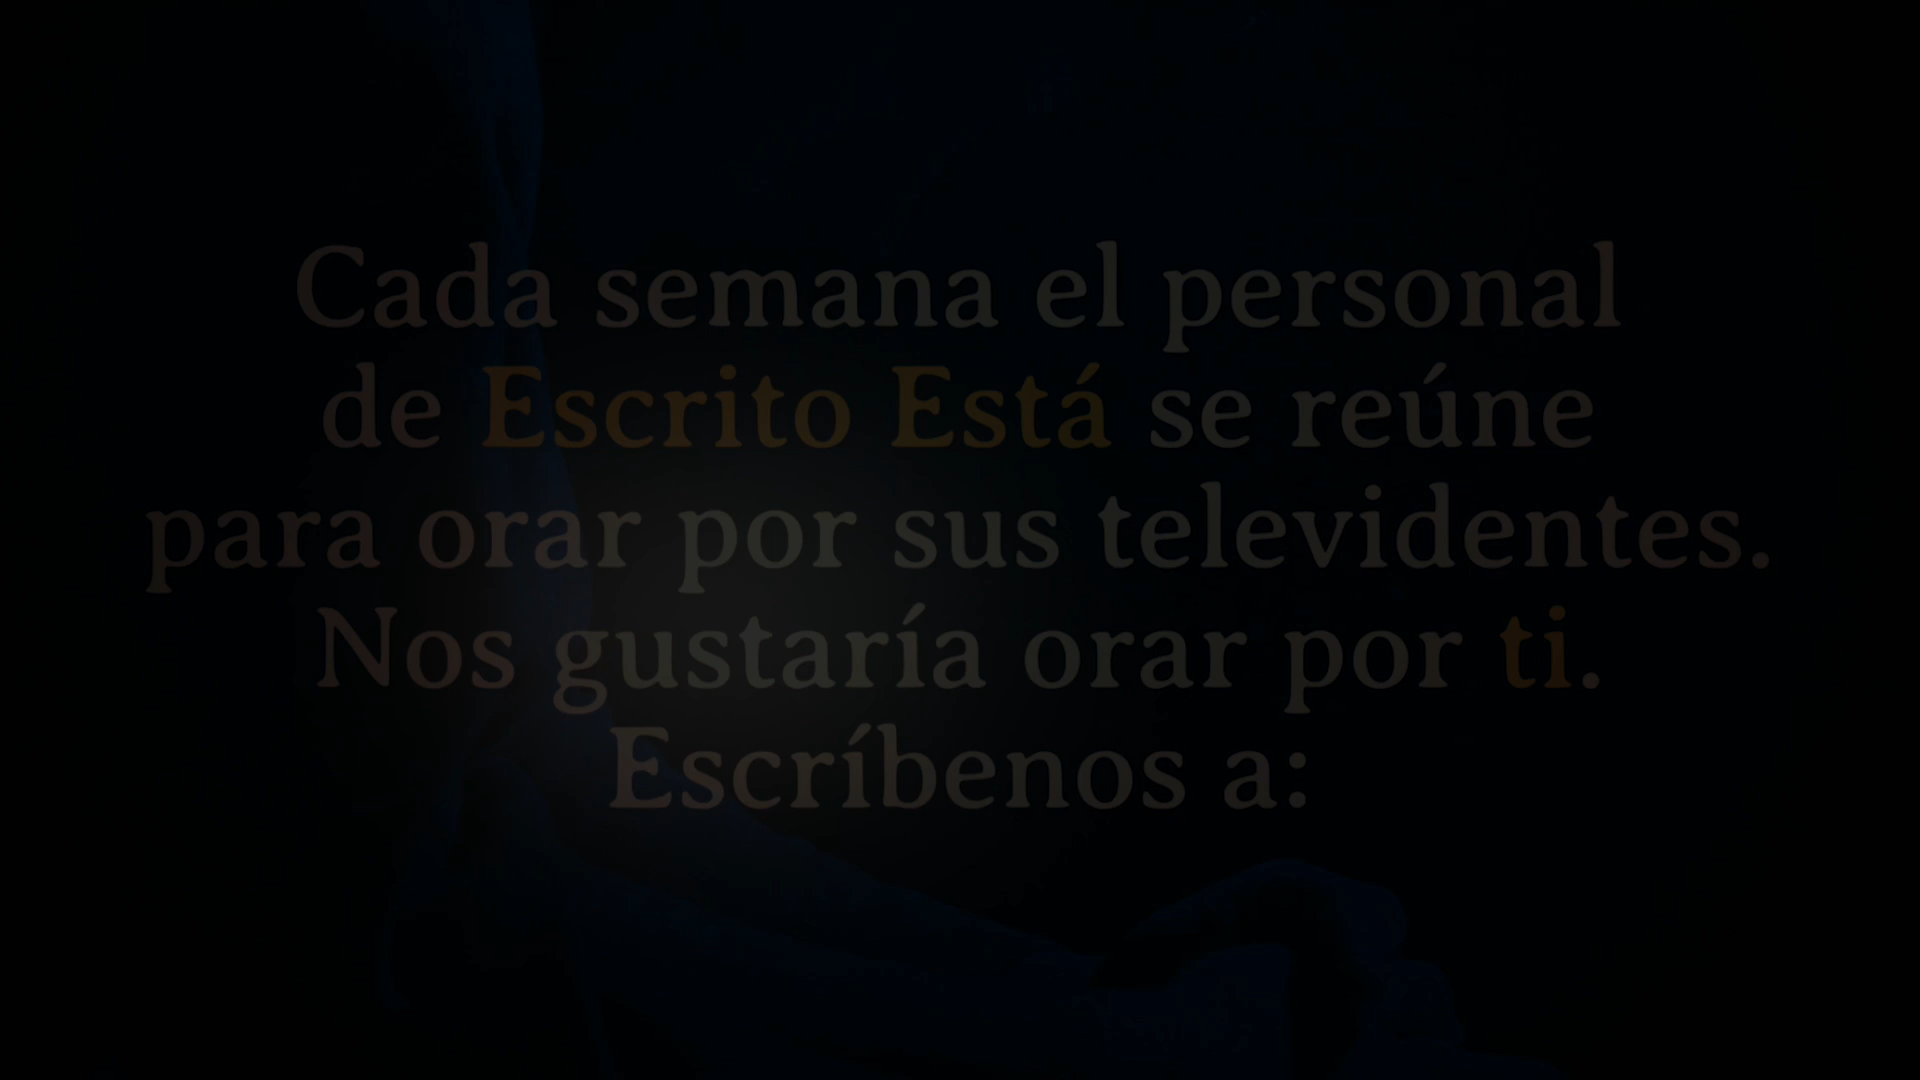 Cada semana el personal
de Escrito Está se reúne
para orar por sus televidentes.
Nos gustaría orar por ti.
Escríbenos a: